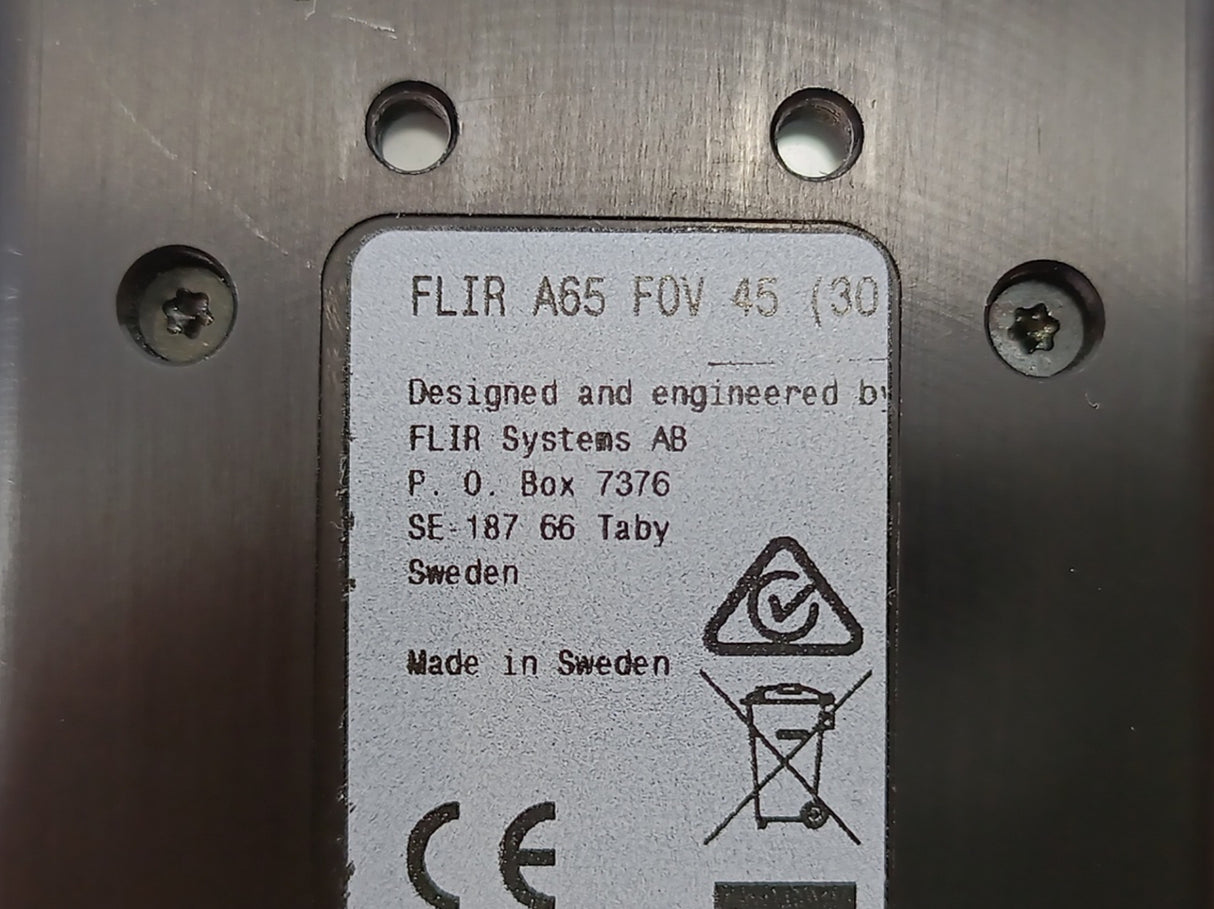 FLIR A65 FOV 45 (30
Designed and engineered by
FLIR Systems AB
P. O. Box 7376
SE-187 66 Taby
Sweden
Made in Sweden
CE